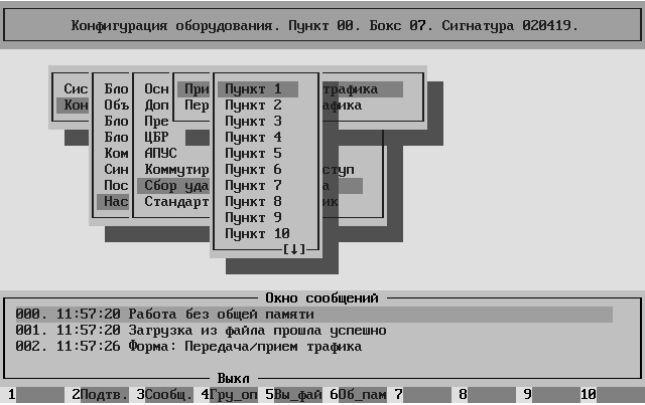 Конфигурация оборудования. Пункт 00. Бокс 07. Сигнатура 020419.
Сис Бло Осн При Пункт 1 трафика
Кон Объ Доп Пер Пункт 2 афика
Бло Пре Пункт 3
Бло ЦБР Пункт 4
Ком АПУС Пункт 5
Син Коммутир Пункт 6 ступ
Пос Сбор уда Пункт 7 а
Нас Стандарт Пункт 8 ик
Пункт 9
Пункт 10
[↓]
Окно сообщений
000. 11:57:20 Работа без общей памяти
001. 11:57:20 Загрузка из файла прошла успешно
002. 11:57:26 Форма: Передача/прием трафика
Выкл
1 2Подтв. 3Сообщ. 4Гру_оп 5Вы_фай 6Об_пам 7 8 9 10